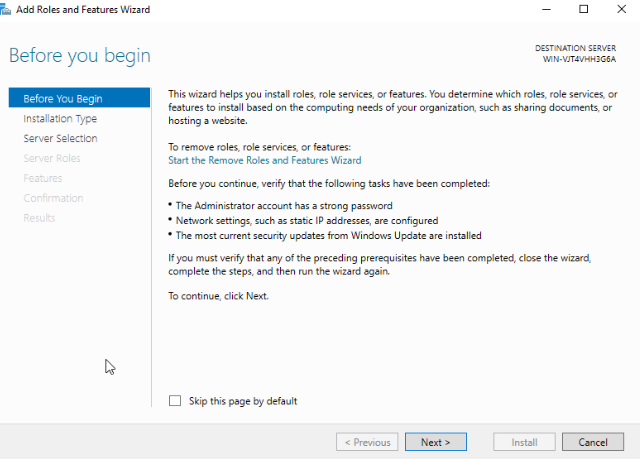 Add Roles and Features Wizard
Before you begin
DESTINATION SERVER
WIN-VJT4VHH3G6A
Before You Begin
Installation Type
Server Selection
Server Roles
Features
Confirmation
Results
This wizard helps you install roles, role services, or features. You determine which roles, role services, or
features to install based on the computing needs of your organization, such as sharing documents, or
hosting a website.
To remove roles, role services, or features:
Start the Remove Roles and Features Wizard
Before you continue, verify that the following tasks have been completed:
• The Administrator account has a strong password
• Network settings, such as static IP addresses, are configured
• The most current security updates from Windows Update are installed
If you must verify that any of the preceding prerequisites have been completed, close the wizard,
complete the steps, and then run the wizard again.
To continue, click Next.
Skip this page by default
< Previous
Next >
Install
Cancel